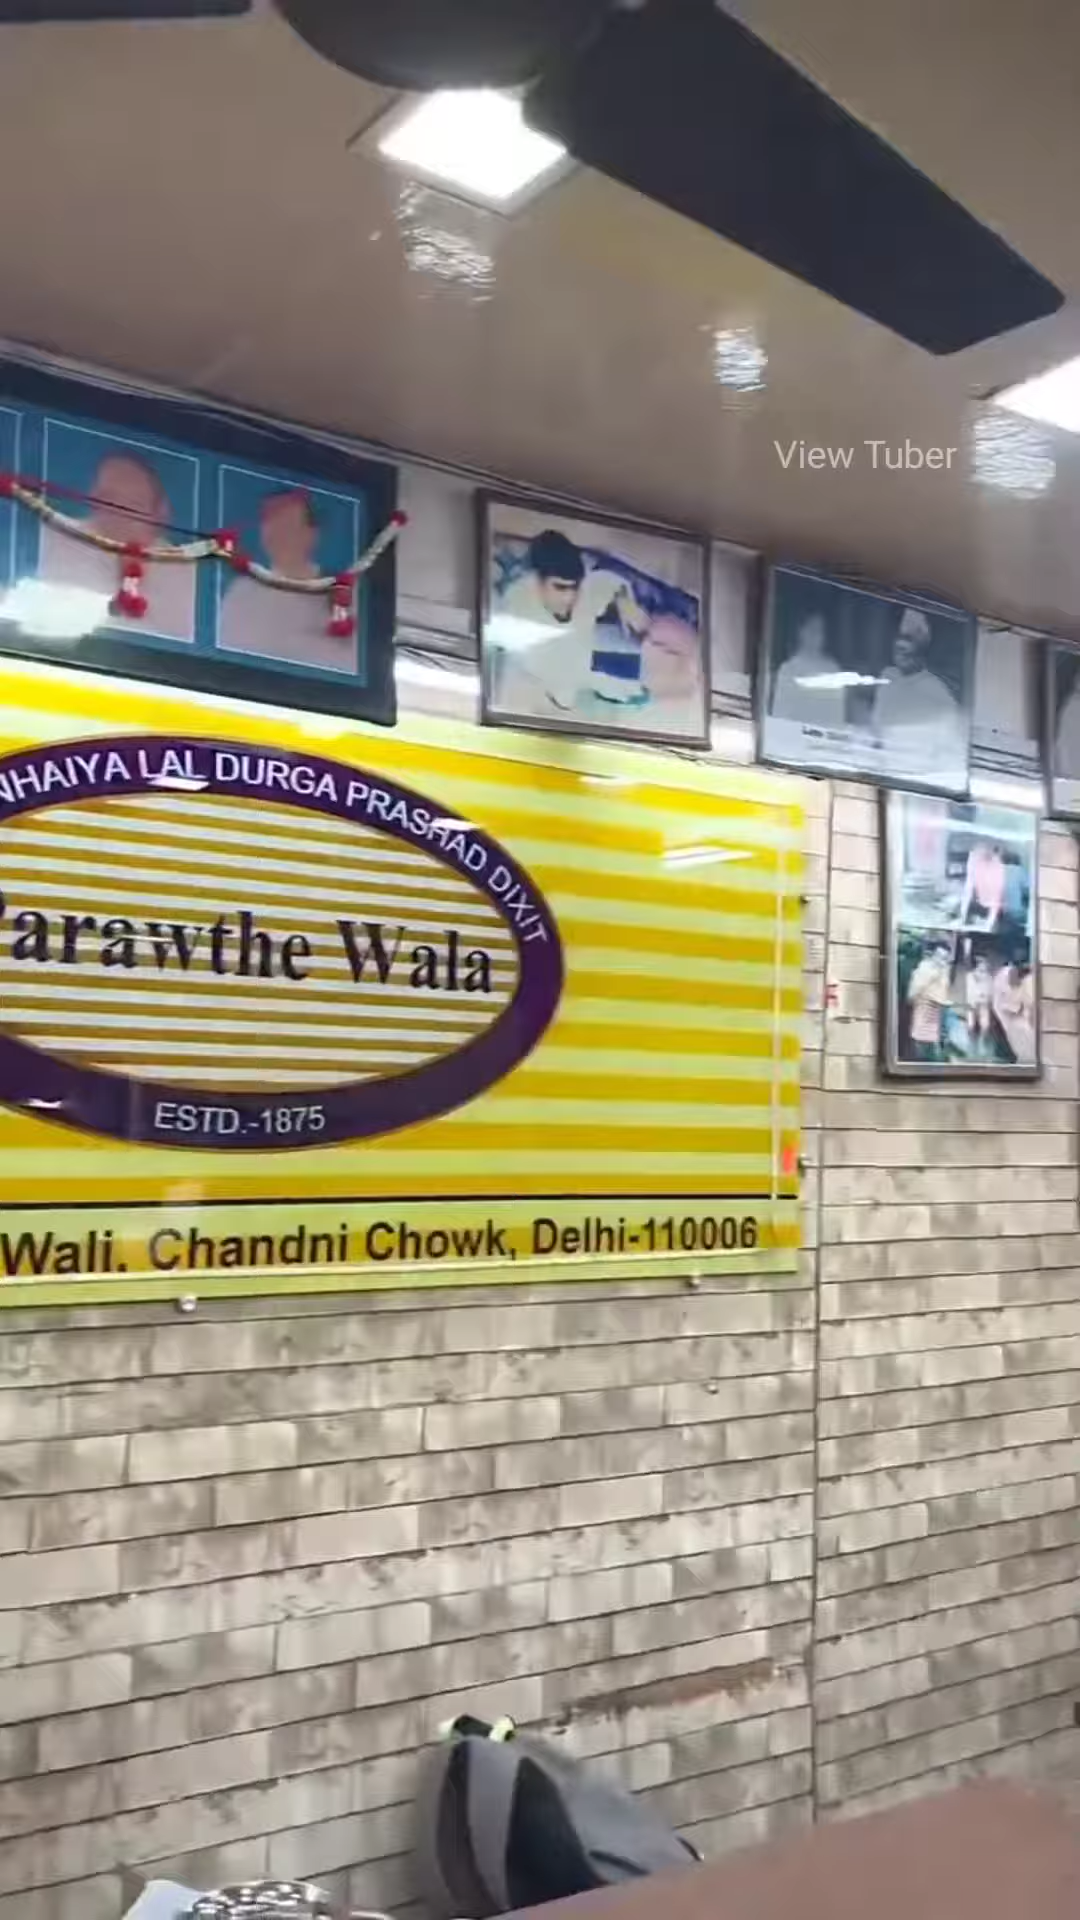 View Tuber
NHAIYA LAL DURGA PRASHAD DIXIT
Parawthe Wala
ESTD.-1875
Wali, Chandni Chowk, Delhi-110006